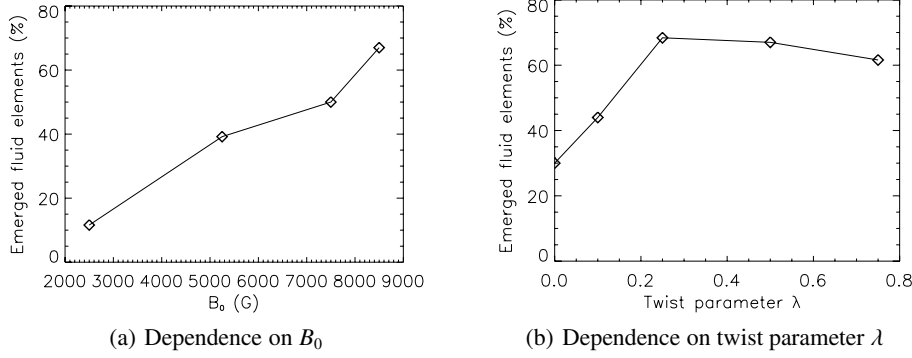 80
60
40
20
0
Emerged fluid elements (%)
2000 3000 4000 5000 6000 7000 8000 9000
B₀ (G)
(a) Dependence on B₀
80
60
40
20
0
Emerged fluid elements (%)
0.0 0.2 0.4 0.6 0.8
Twist parameter λ
(b) Dependence on twist parameter λ